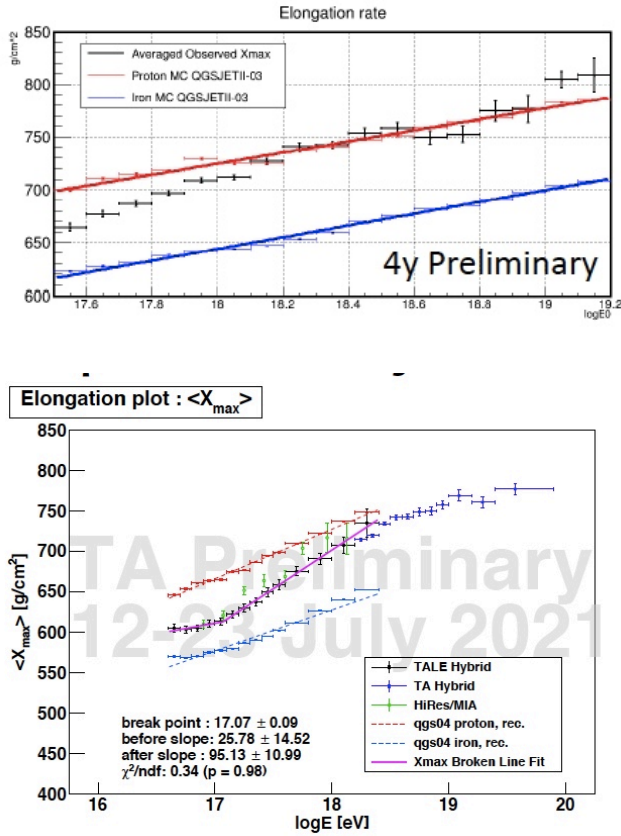 Elongation rate
g/cm^2
850
800
750
700
650
600
Averaged Observed Xmax
Proton MC QGSJETII-03
Iron MC QGSJETII-03
4y Preliminary
17.6 17.8 18 18.2 18.4 18.6 18.8 19 19.2
logE0
Elongation plot : <X_max>
850
800
750
700
650
600
550
500
450
400
<X_max> [g/cm^2]
TA Preliminary
12-23 July 2021
TALE Hybrid
TA Hybrid
HiRes/MIA
qgs04 proton, rec.
qgs04 iron, rec.
Xmax Broken Line Fit
break point : 17.07 ± 0.09
before slope: 25.78 ± 14.52
after slope : 95.13 ± 10.99
χ²/ndf: 0.34 (p = 0.98)
16 17 18 19 20
logE [eV]